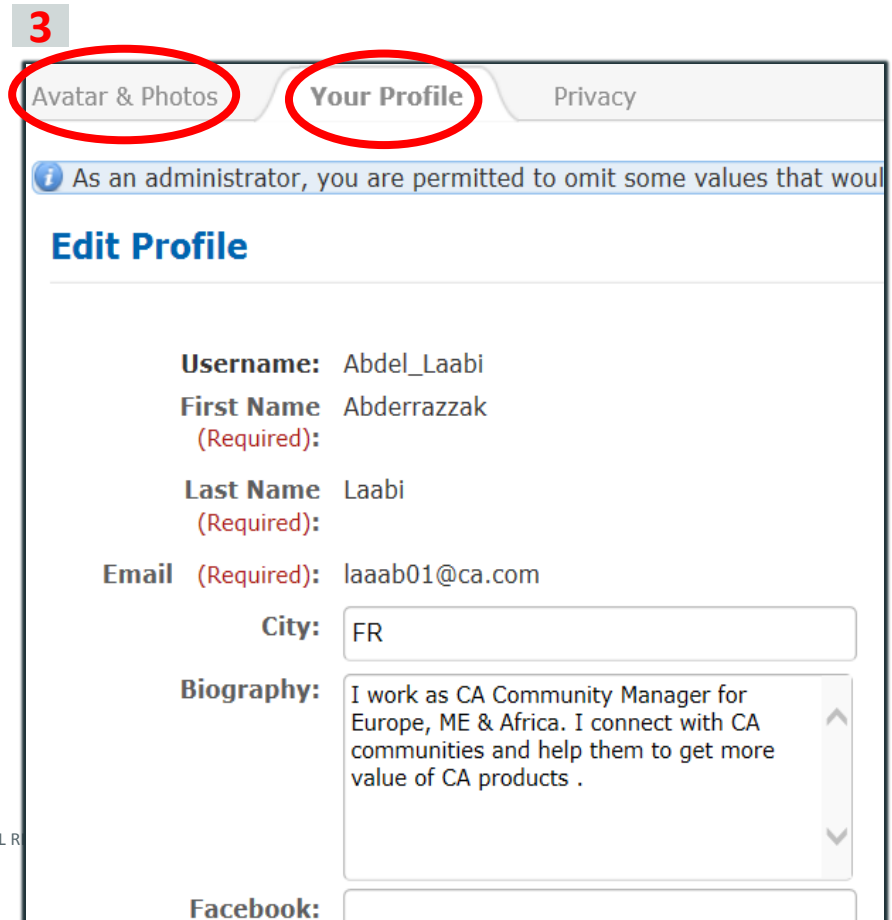 3
Avatar & Photos Your Profile Privacy
As an administrator, you are permitted to omit some values that
Edit Profile
Username: Abdel_Laabi
First Name Abderrazzak
(Required):
Last Name Laabi
(Required):
Email (Required): laaab01@ca.com
City: FR
Biography: I work as CA Community Manager for
Europe, ME & Africa. I connect with CA
communities and help them to get more
value of CA products .
Facebook: